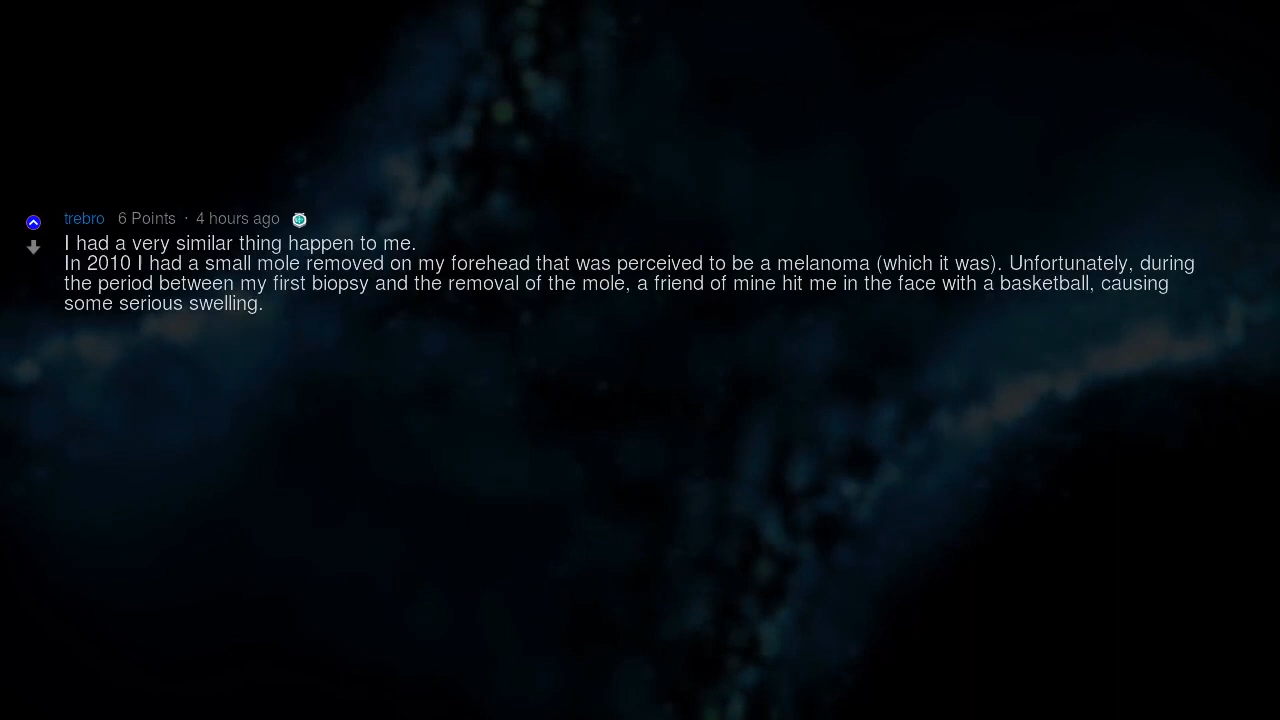 trebro 6 Points · 4 hours ago
I had a very similar thing happen to me.
In 2010 I had a small mole removed on my forehead that was perceived to be a melanoma (which it was). Unfortunately, during
the period between my first biopsy and the removal of the mole, a friend of mine hit me in the face with a basketball, causing
some serious swelling.